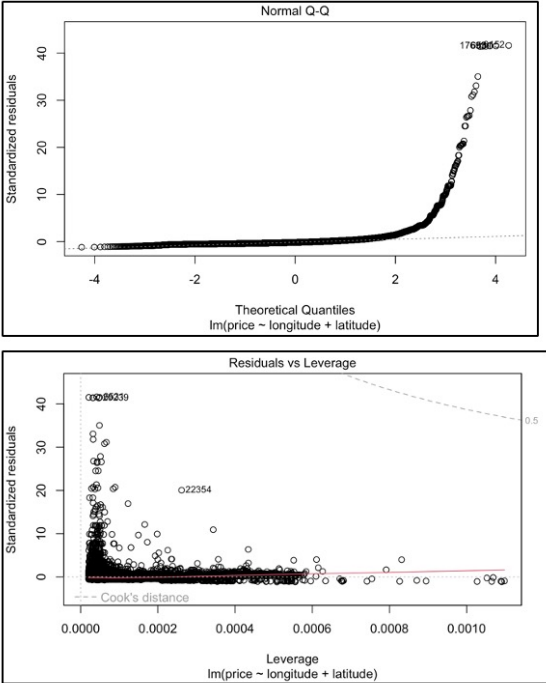 Normal Q-Q
Standardized residuals
40
30
20
10
0
-4
-2
0
2
4
Theoretical Quantiles
lm(price ~ longitude + latitude)
Residuals vs Leverage
Standardized residuals
40
30
20
10
0
22354
0.5
Cook's distance
0.0000
0.0002
0.0004
0.0006
0.0008
0.0010
Leverage
lm(price ~ longitude + latitude)